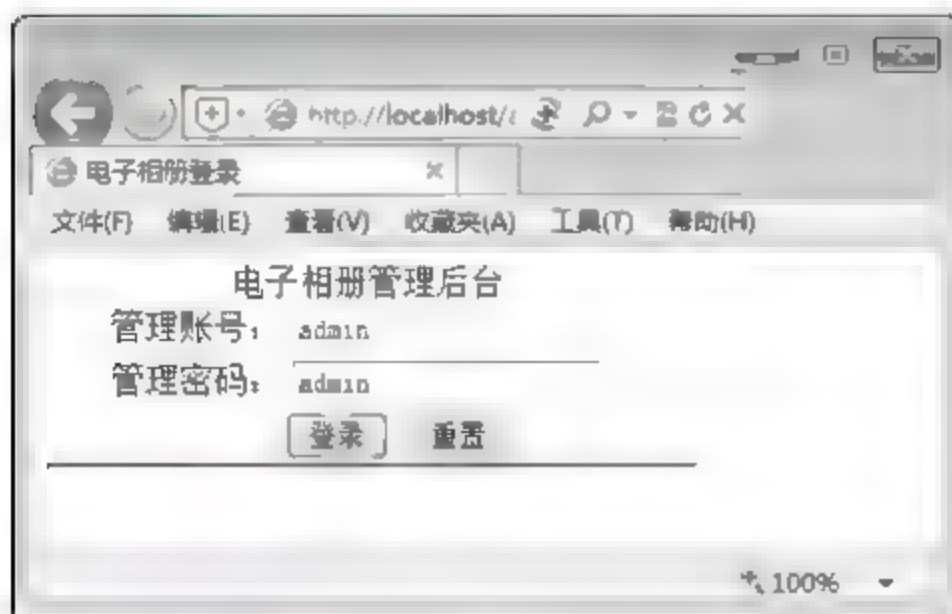 http://localhost/
电子相册登录
文件(F) 编辑(E) 查看(V) 收藏夹(A) 工具(T) 帮助(H)
电子相册管理后台
管理账号: admin
管理密码: admin
登录 重置
100%